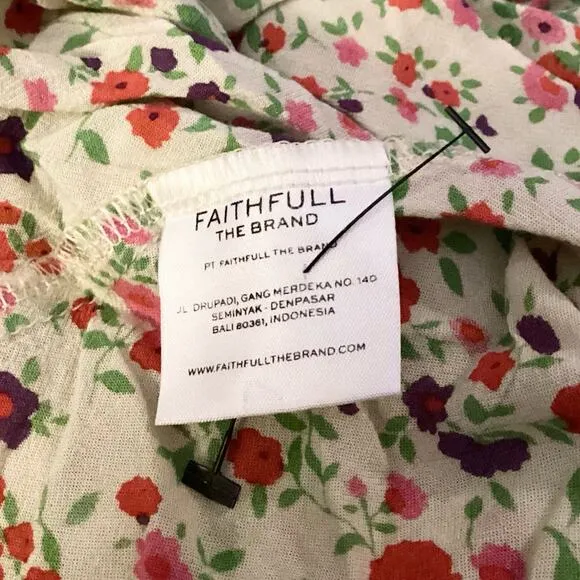 FAITHFULL
THE BRAND
PT FAITHFULL THE BRAND
JL. DRUPADI, GANG MERDEKA NO. 140
SEMINYAK - DENPASAR
BALI 80361, INDONESIA
WWW.FAITHFULLTHEBRAND.COM